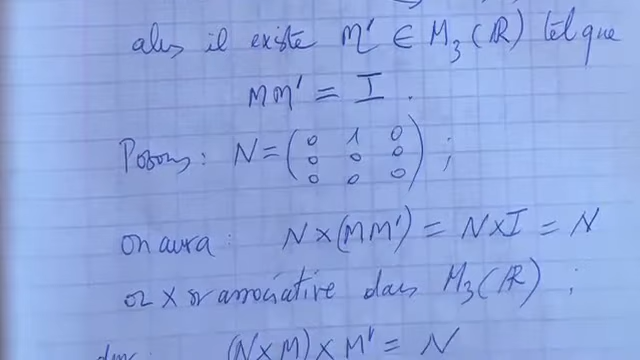 alors il existe M' ∈ M₃(ℝ) tel que
MM' = I.
Posons : N = (0 1 0
0 0 0
0 0 0) ;
on aura : N×(MM') = N×I = N
or × est associative dans M₃(ℝ) ;
donc : (N×M)×M' = N